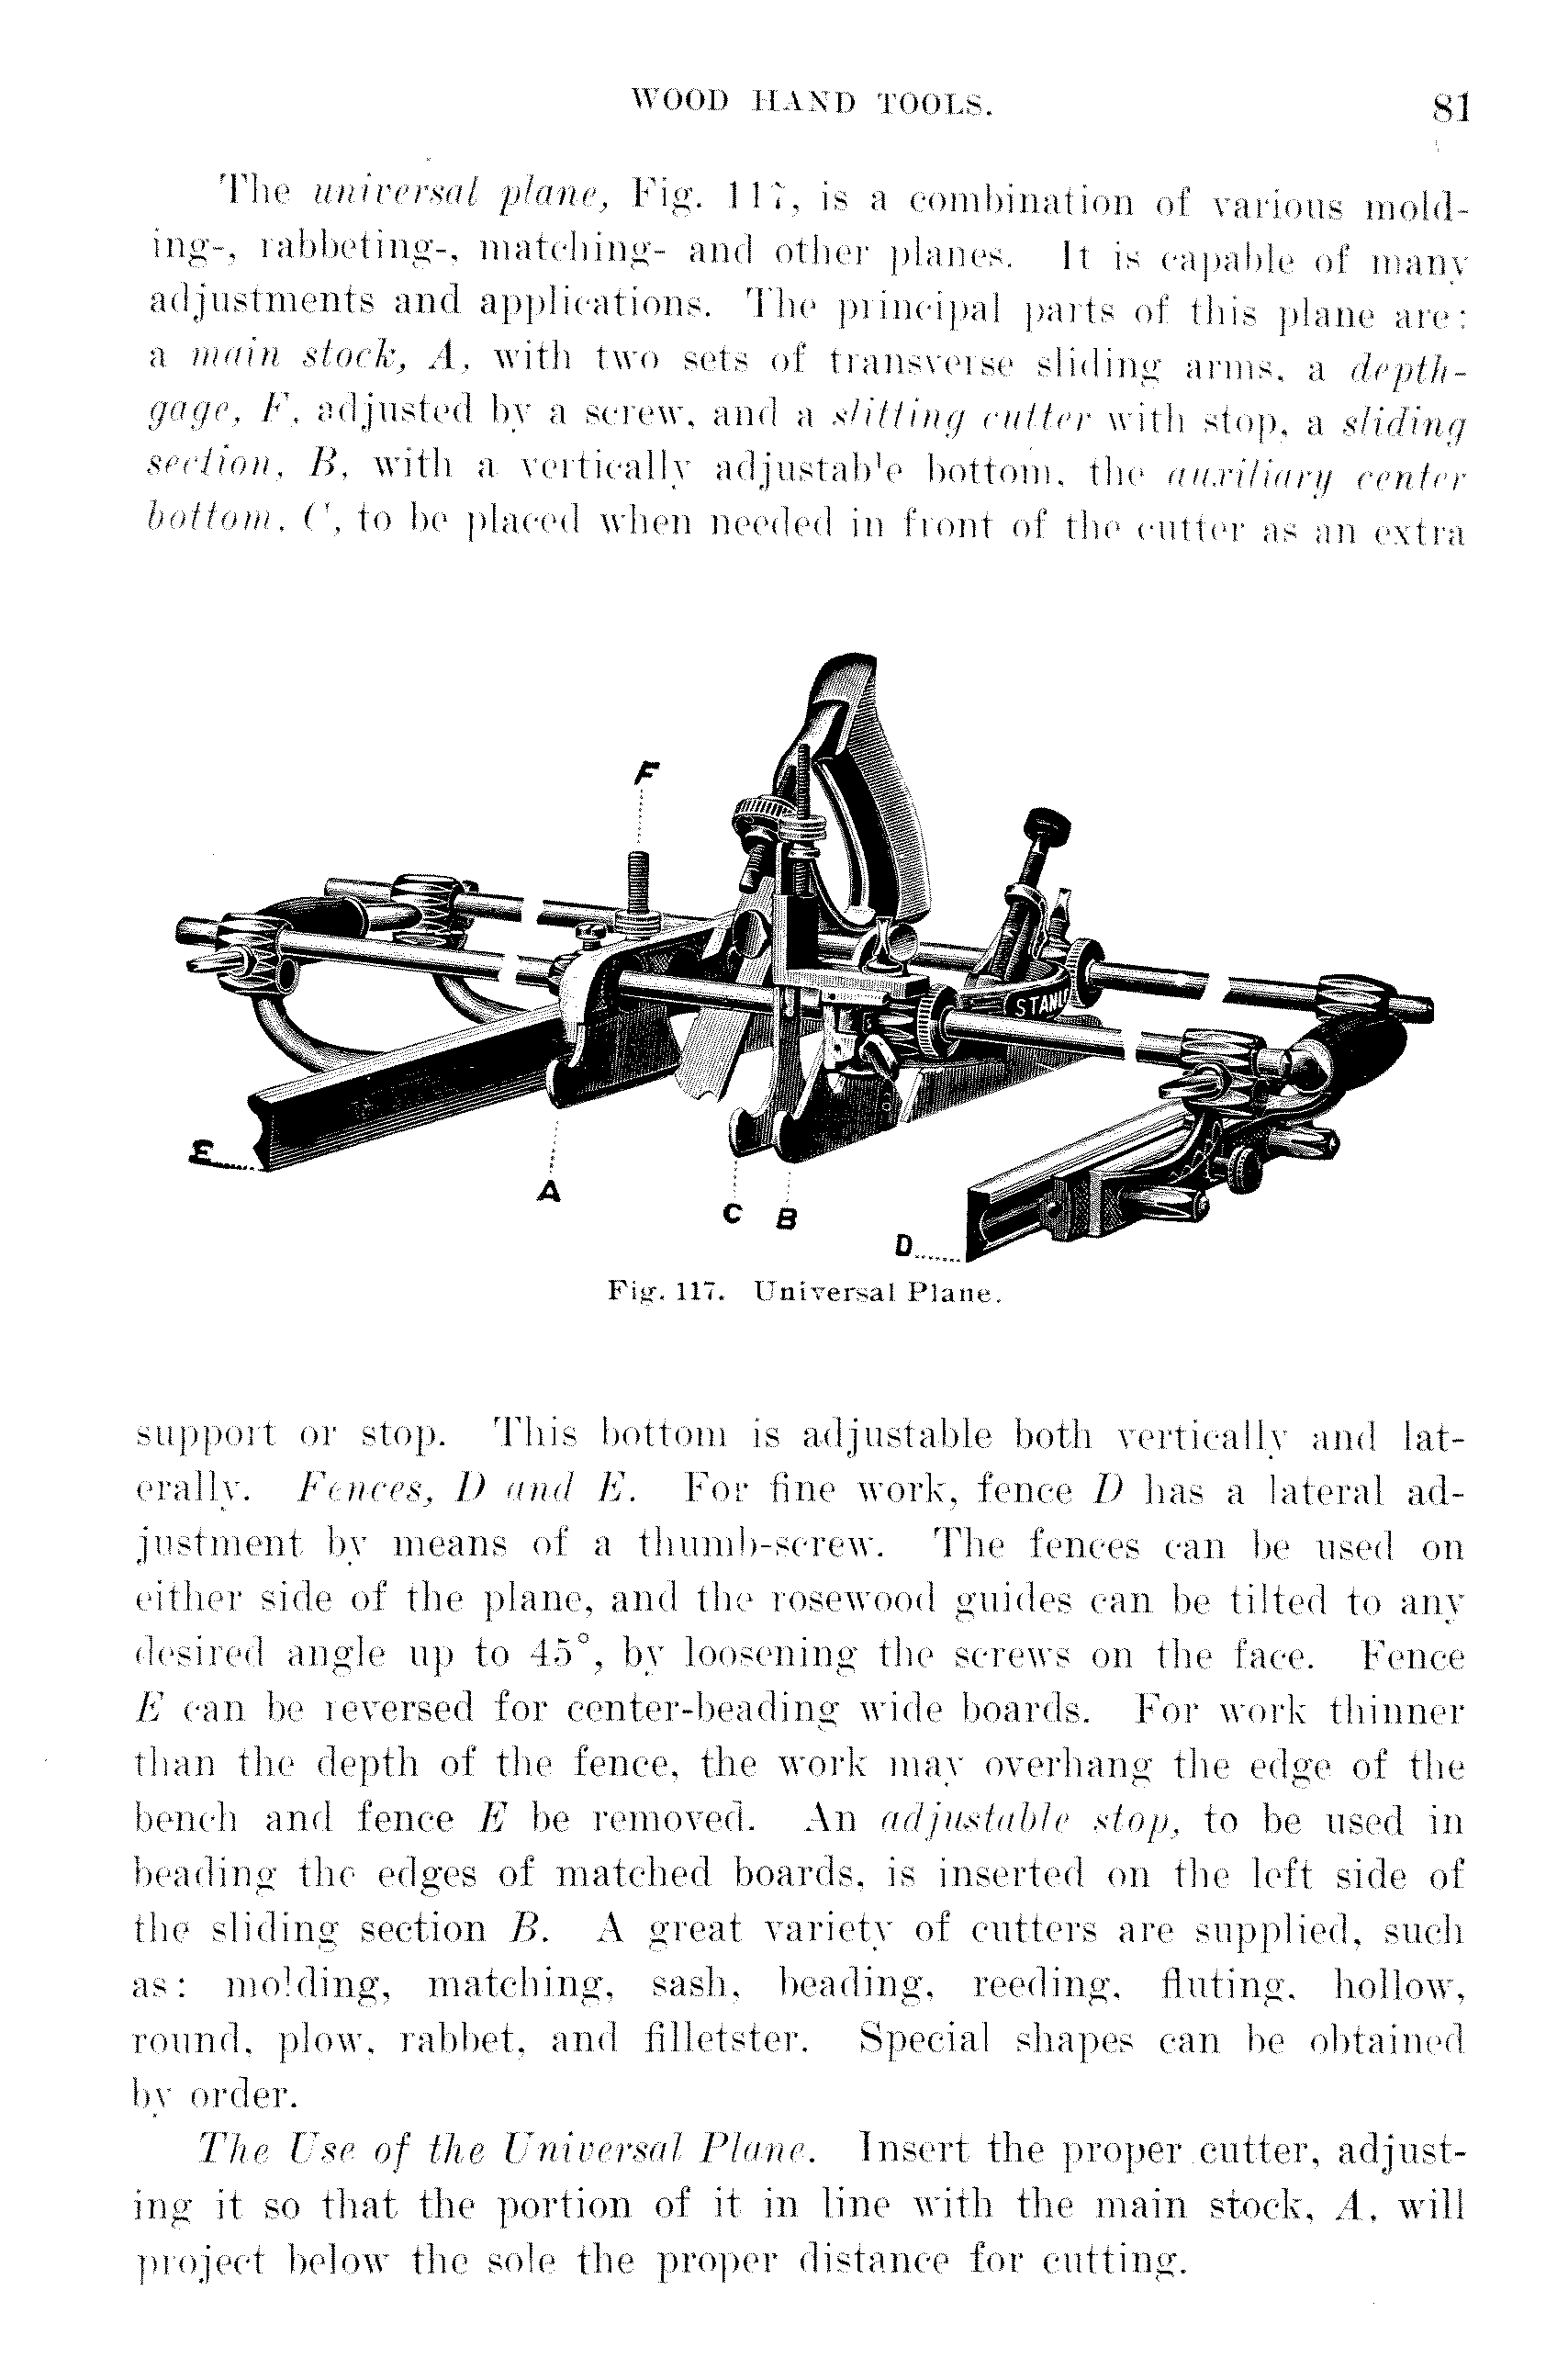 WOOD HAND TOOLS. 81
The universal plane, Fig. 117, is a combination of various mold-
ing-, rabbeting-, matching- and other planes. It is capable of many
adjustments and applications. The principal parts of this plane are:
a main stock, A, with two sets of transverse sliding arms, a depth-
gage, F, adjusted by a screw, and a slitting cutter with stop, a sliding
section, B, with a vertically adjustable bottom, the auxiliary center
bottom, C, to be placed when needed in front of the cutter as an extra
F
STANL
E
A
C B
D
Fig. 117. Universal Plane.
support or stop. This bottom is adjustable both vertically and lat-
erally. Fences, D and E. For fine work, fence D has a lateral ad-
justment by means of a thumb-screw. The fences can be used on
either side of the plane, and the rosewood guides can be tilted to any
desired angle up to 45°, by loosening the screws on the face. Fence
E can be reversed for center-beading wide boards. For work thinner
than the depth of the fence, the work may overhang the edge of the
bench and fence E be removed. An adjustable stop, to be used in
beading the edges of matched boards, is inserted on the left side of
the sliding section B. A great variety of cutters are supplied, such
as: molding, matching, sash, beading, reeding, fluting, hollow,
round, plow, rabbet, and filletster. Special shapes can be obtained
by order.
The Use of the Universal Plane. Insert the proper cutter, adjust-
ing it so that the portion of it in line with the main stock, A, will
project below the sole the proper distance for cutting.